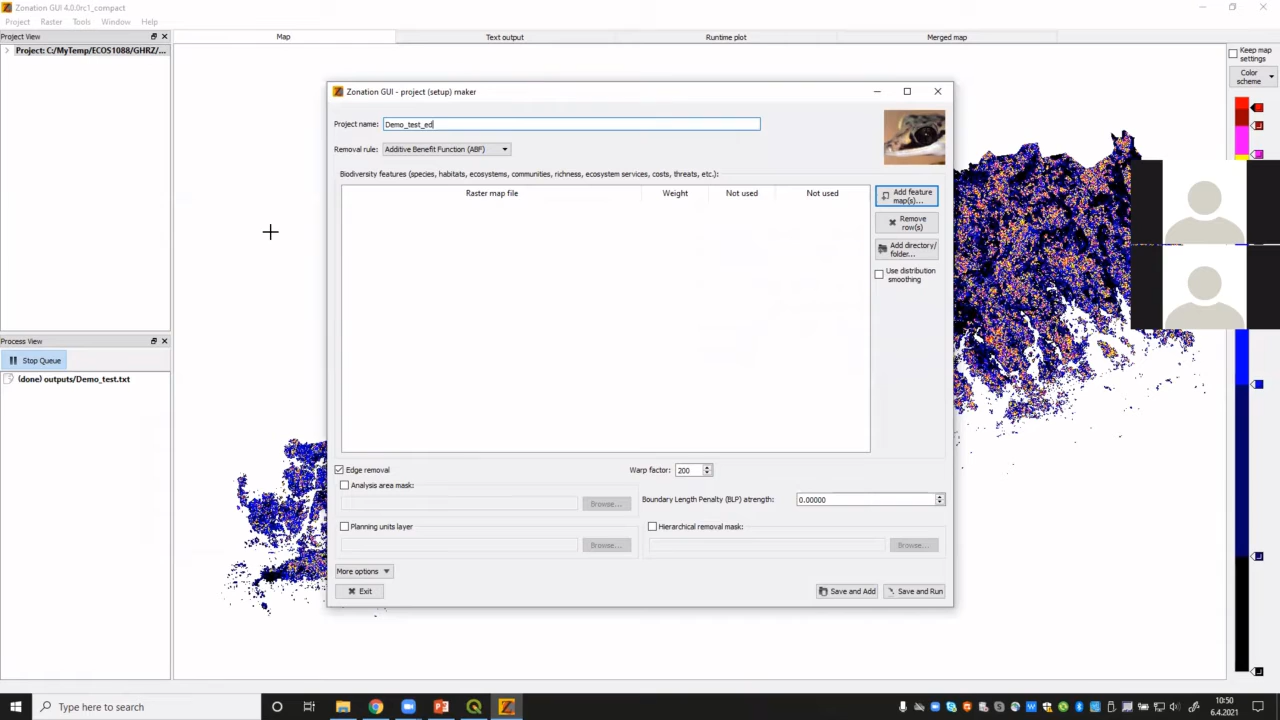 Zonation GUI 4.0.0rc1_compact
Project Raster Tools Window Help
Project View
Map Text output Runtime plot Merged map
Project: C:/MyTemp/ECOS1088/GHRZ/...
Keep map
settings
Color
scheme
Zonation GUI - project (setup) maker
Project name: Demo_test_ed
Removal rule: Additive Benefit Function (ABF)
Biodiversity features (species, habitats, ecosystems, communities, richness, ecosystem services, costs, threats, etc.):
Raster map file Weight Not used Not used
Add feature
map(s)...
Remove
row(s)
Add directory/
folder...
Use distribution
smoothing
Process View
Stop Queue
(done) outputs/Demo_test.txt
Edge removal Warp factor: 200
Analysis area mask:
Browse... Boundary Length Penalty (BLP) atrength: 0.00000
Planning units layer Hierarchical removal mask:
Browse... Browse...
More options
Exit Save and Add Save and Run
Type here to search
10:50
6.4.2021